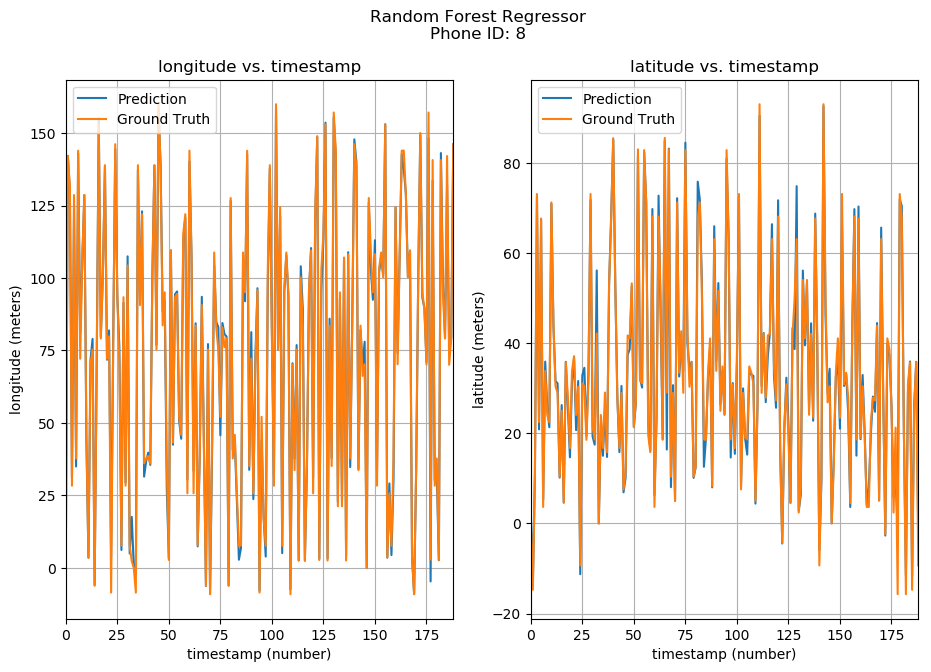 Random Forest Regressor
Phone ID: 8
longitude vs. timestamp
Prediction
Ground Truth
longitude (meters)
150
125
100
75
50
25
0
0
25
50
75
100
125
150
175
timestamp (number)
latitude vs. timestamp
Prediction
Ground Truth
latitude (meters)
80
60
40
20
0
−20
0
25
50
75
100
125
150
175
timestamp (number)